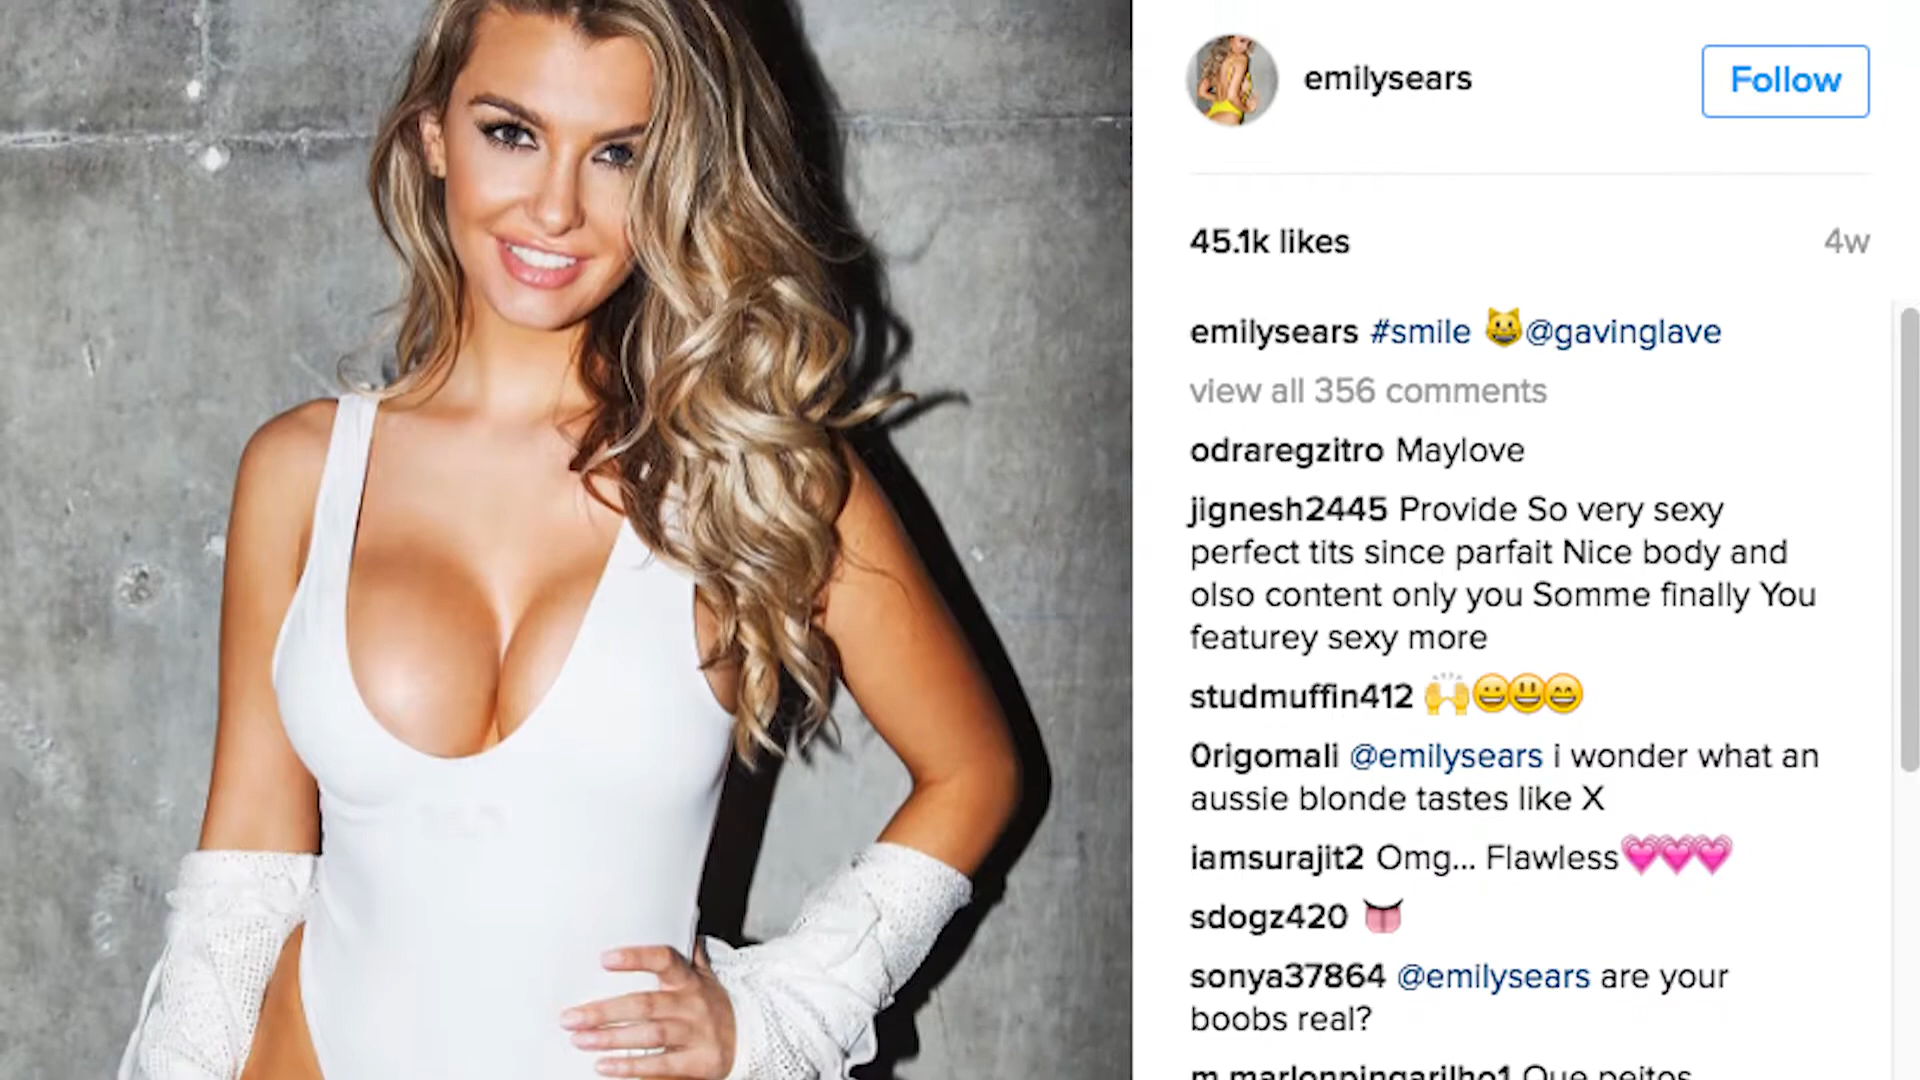 emilysears
Follow
45.1k likes
4w
emilysears #smile 😸@gavinglave
view all 356 comments
odraregzitro Maylove
jignesh2445 Provide So very sexy
perfect tits since parfait Nice body and
olso content only you Somme finally You
featurey sexy more
studmuffin412 🙌😀😃😄
0rigomali @emilysears i wonder what an
aussie blonde tastes like X
iamsurajit2 Omg... Flawless💗💗💗
sdogz420 👅
sonya37864 @emilysears are your
boobs real?
m.marlonpingarilho1 Que peitos